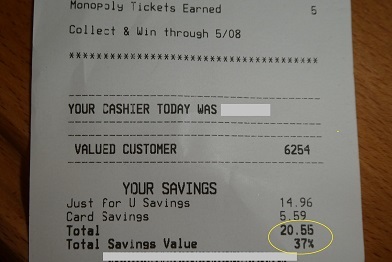 Monopoly Tickets Earned 5
Collect & Win through 5/08
****************************************
YOUR CASHIER TODAY WAS
VALUED CUSTOMER 6254
YOUR SAVINGS
Just for U Savings 14.96
Card Savings 5.59
Total 20.55
Total Savings Value 37%